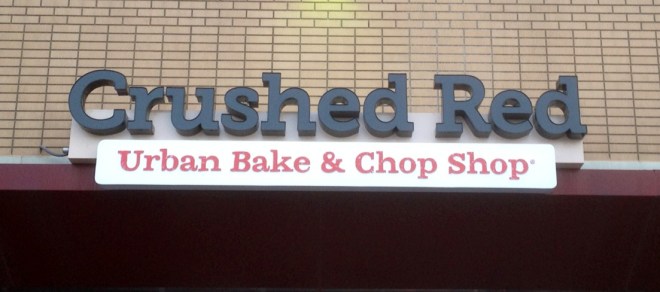 Crushed Red
Urban Bake & Chop Shop